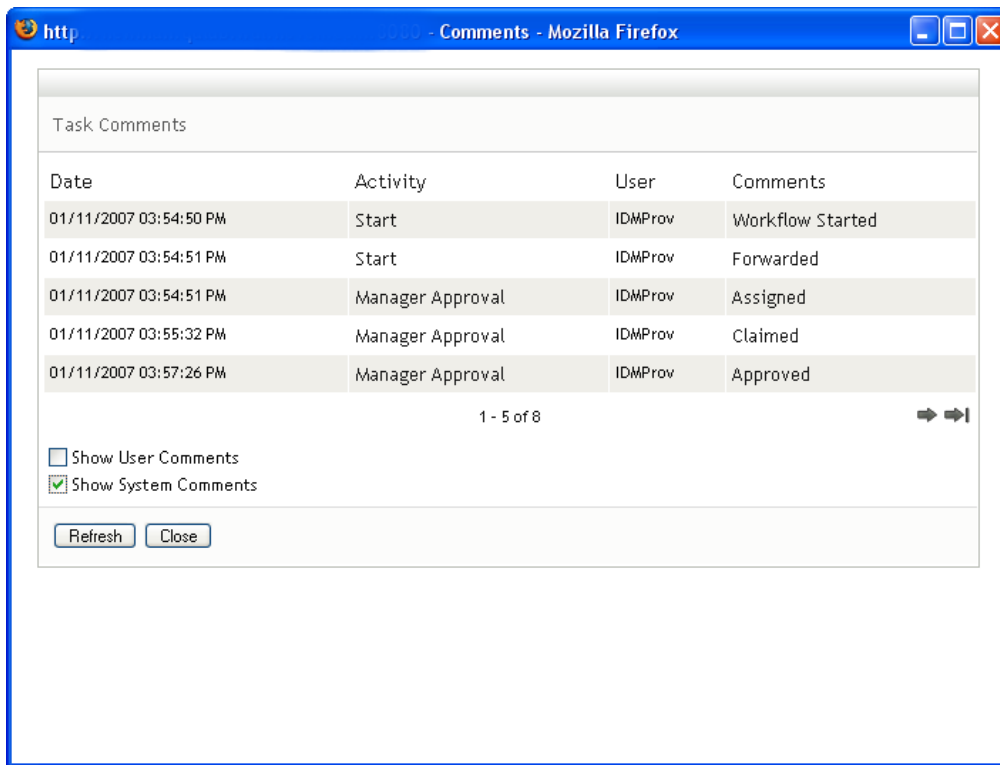 http - Comments - Mozilla Firefox
Task Comments
Date Activity User Comments
01/11/2007 03:54:50 PM Start IDMProv Workflow Started
01/11/2007 03:54:51 PM Start IDMProv Forwarded
01/11/2007 03:54:51 PM Manager Approval IDMProv Assigned
01/11/2007 03:55:32 PM Manager Approval IDMProv Claimed
01/11/2007 03:57:26 PM Manager Approval IDMProv Approved
1 - 5 of 8
Show User Comments
Show System Comments
Refresh Close